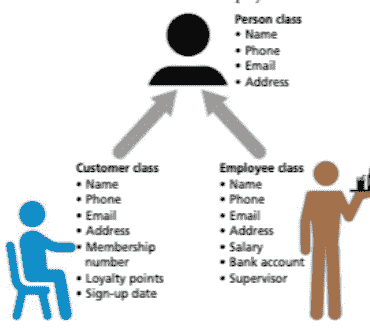 Person class
• Name
• Phone
• Email
• Address
Customer class
• Name
• Phone
• Email
• Address
• Membership
number
• Loyalty points
• Sign-up date
Employee class
• Name
• Phone
• Email
• Address
• Salary
• Bank account
• Supervisor